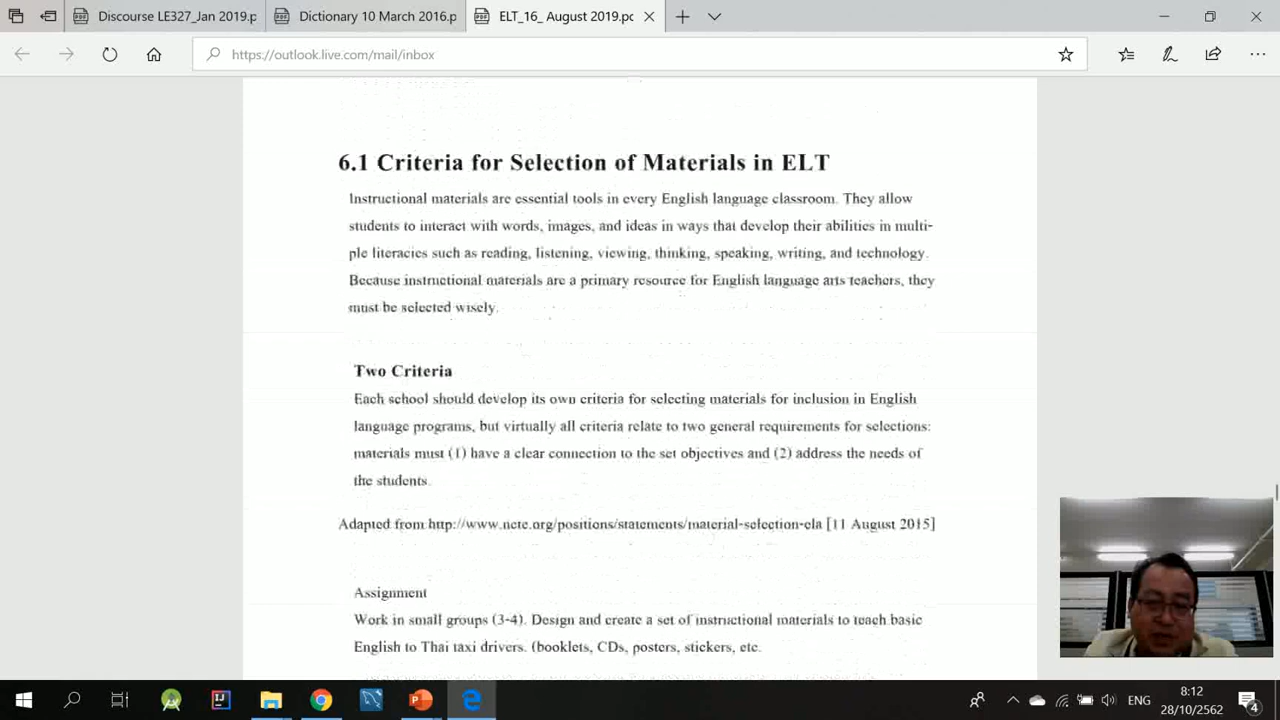 Discourse LE327_Jan 2019.p
Dictionary 10 March 2016.p
ELT_16_ August 2019.pc
https://outlook.live.com/mail/inbox
6.1 Criteria for Selection of Materials in ELT
Instructional materials are essential tools in every English language classroom. They allow
students to interact with words, images, and ideas in ways that develop their abilities in multi-
ple literacies such as reading, listening, viewing, thinking, speaking, writing, and technology.
Because instructional materials are a primary resource for English language arts teachers, they
must be selected wisely.
Two Criteria
Each school should develop its own criteria for selecting materials for inclusion in English
language programs, but virtually all criteria relate to two general requirements for selections:
materials must (1) have a clear connection to the set objectives and (2) address the needs of
the students.
Adapted from http://www.ncte.org/positions/statements/material-selection-ela [11 August 2015]
Assignment
Work in small groups (3-4). Design and create a set of instructional materials to teach basic
English to Thai taxi drivers. (booklets, CDs, posters, stickers, etc.
ENG
8:12
28/10/2562
4